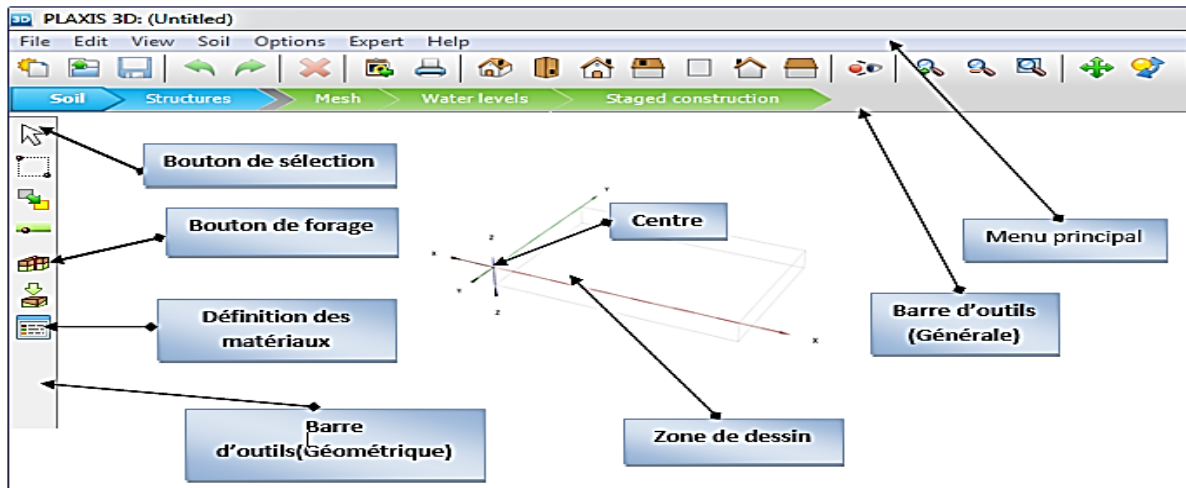 3D PLAXIS 3D: (Untitled)
File Edit View Soil Options Expert Help
Soil Structures Mesh Water levels Staged construction
Bouton de sélection
Bouton de forage
Centre
Menu principal
Définition des
matériaux
Barre d'outils
(Générale)
Barre
d'outils(Géométrique)
Zone de dessin
Y
Z
X
Y
Z
X